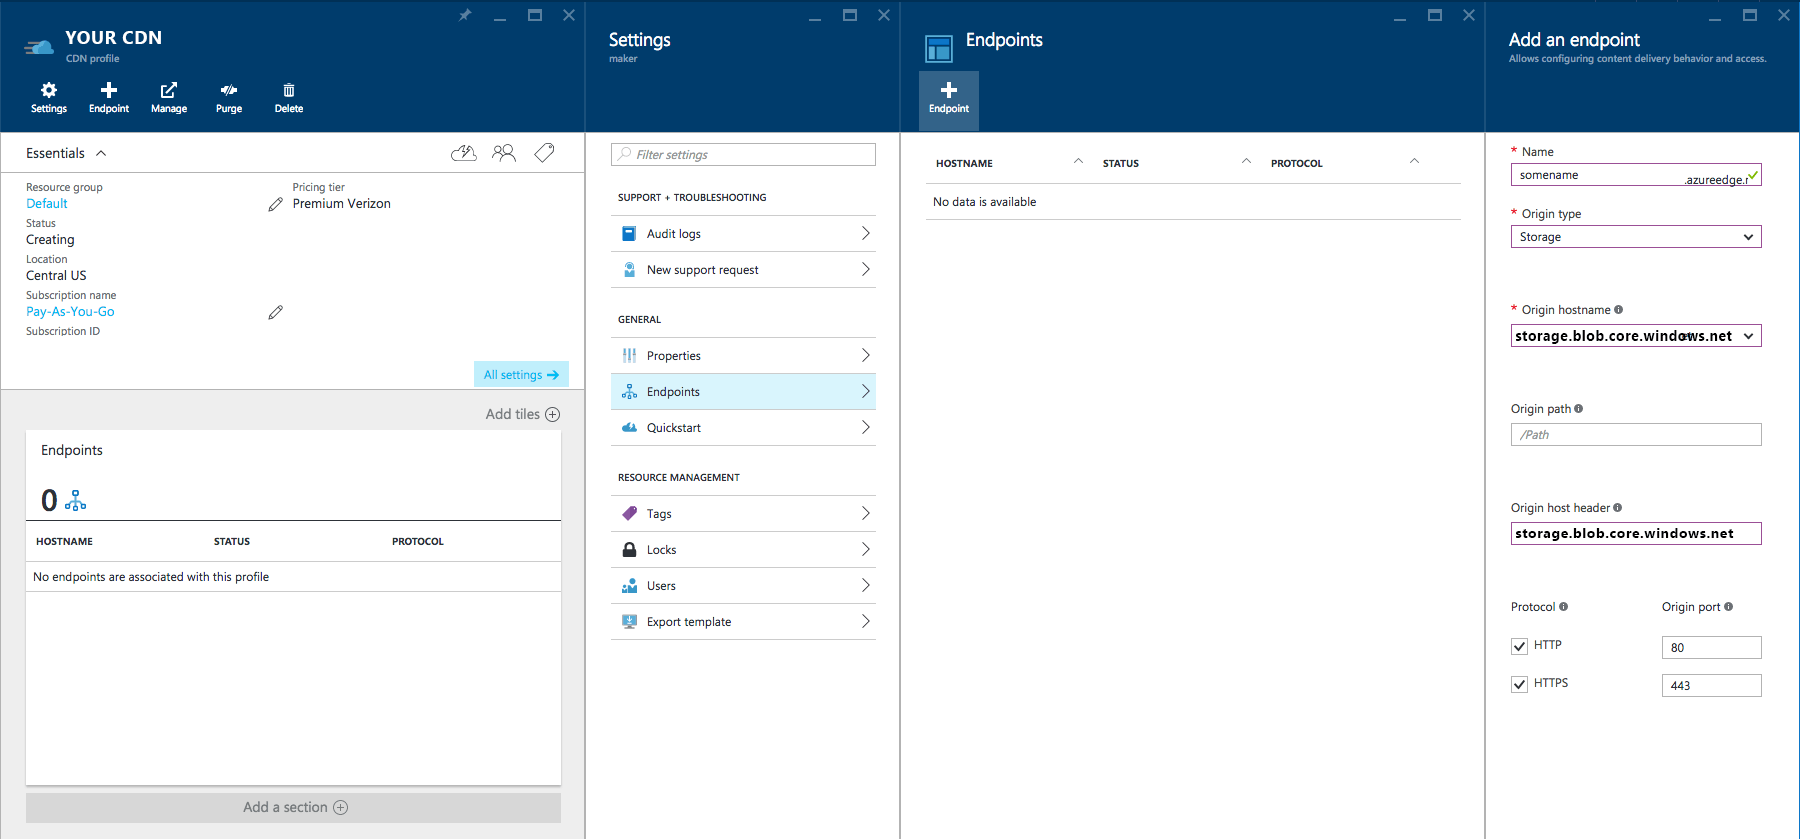 YOUR CDN
CDN profile
Settings
Endpoint
Manage
Purge
Delete
Essentials
Resource group
Default
Pricing tier
Premium Verizon
Status
Creating
Location
Central US
Subscription name
Pay-As-You-Go
Subscription ID
All settings
Add tiles
Endpoints
0
HOSTNAME STATUS PROTOCOL
No endpoints are associated with this profile
Add a section
Settings
maker
Filter settings
SUPPORT + TROUBLESHOOTING
Audit logs
New support request
GENERAL
Properties
Endpoints
Quickstart
RESOURCE MANAGEMENT
Tags
Locks
Users
Export template
Endpoints
Endpoint
HOSTNAME STATUS PROTOCOL
No data is available
Add an endpoint
Allows configuring content delivery behavior and access.
* Name
somename .azureedge.r
* Origin type
Storage
* Origin hostname
storage.blob.core.windows.net
Origin path
/Path
Origin host header
storage.blob.core.windows.net
Protocol Origin port
HTTP 80
HTTPS 443